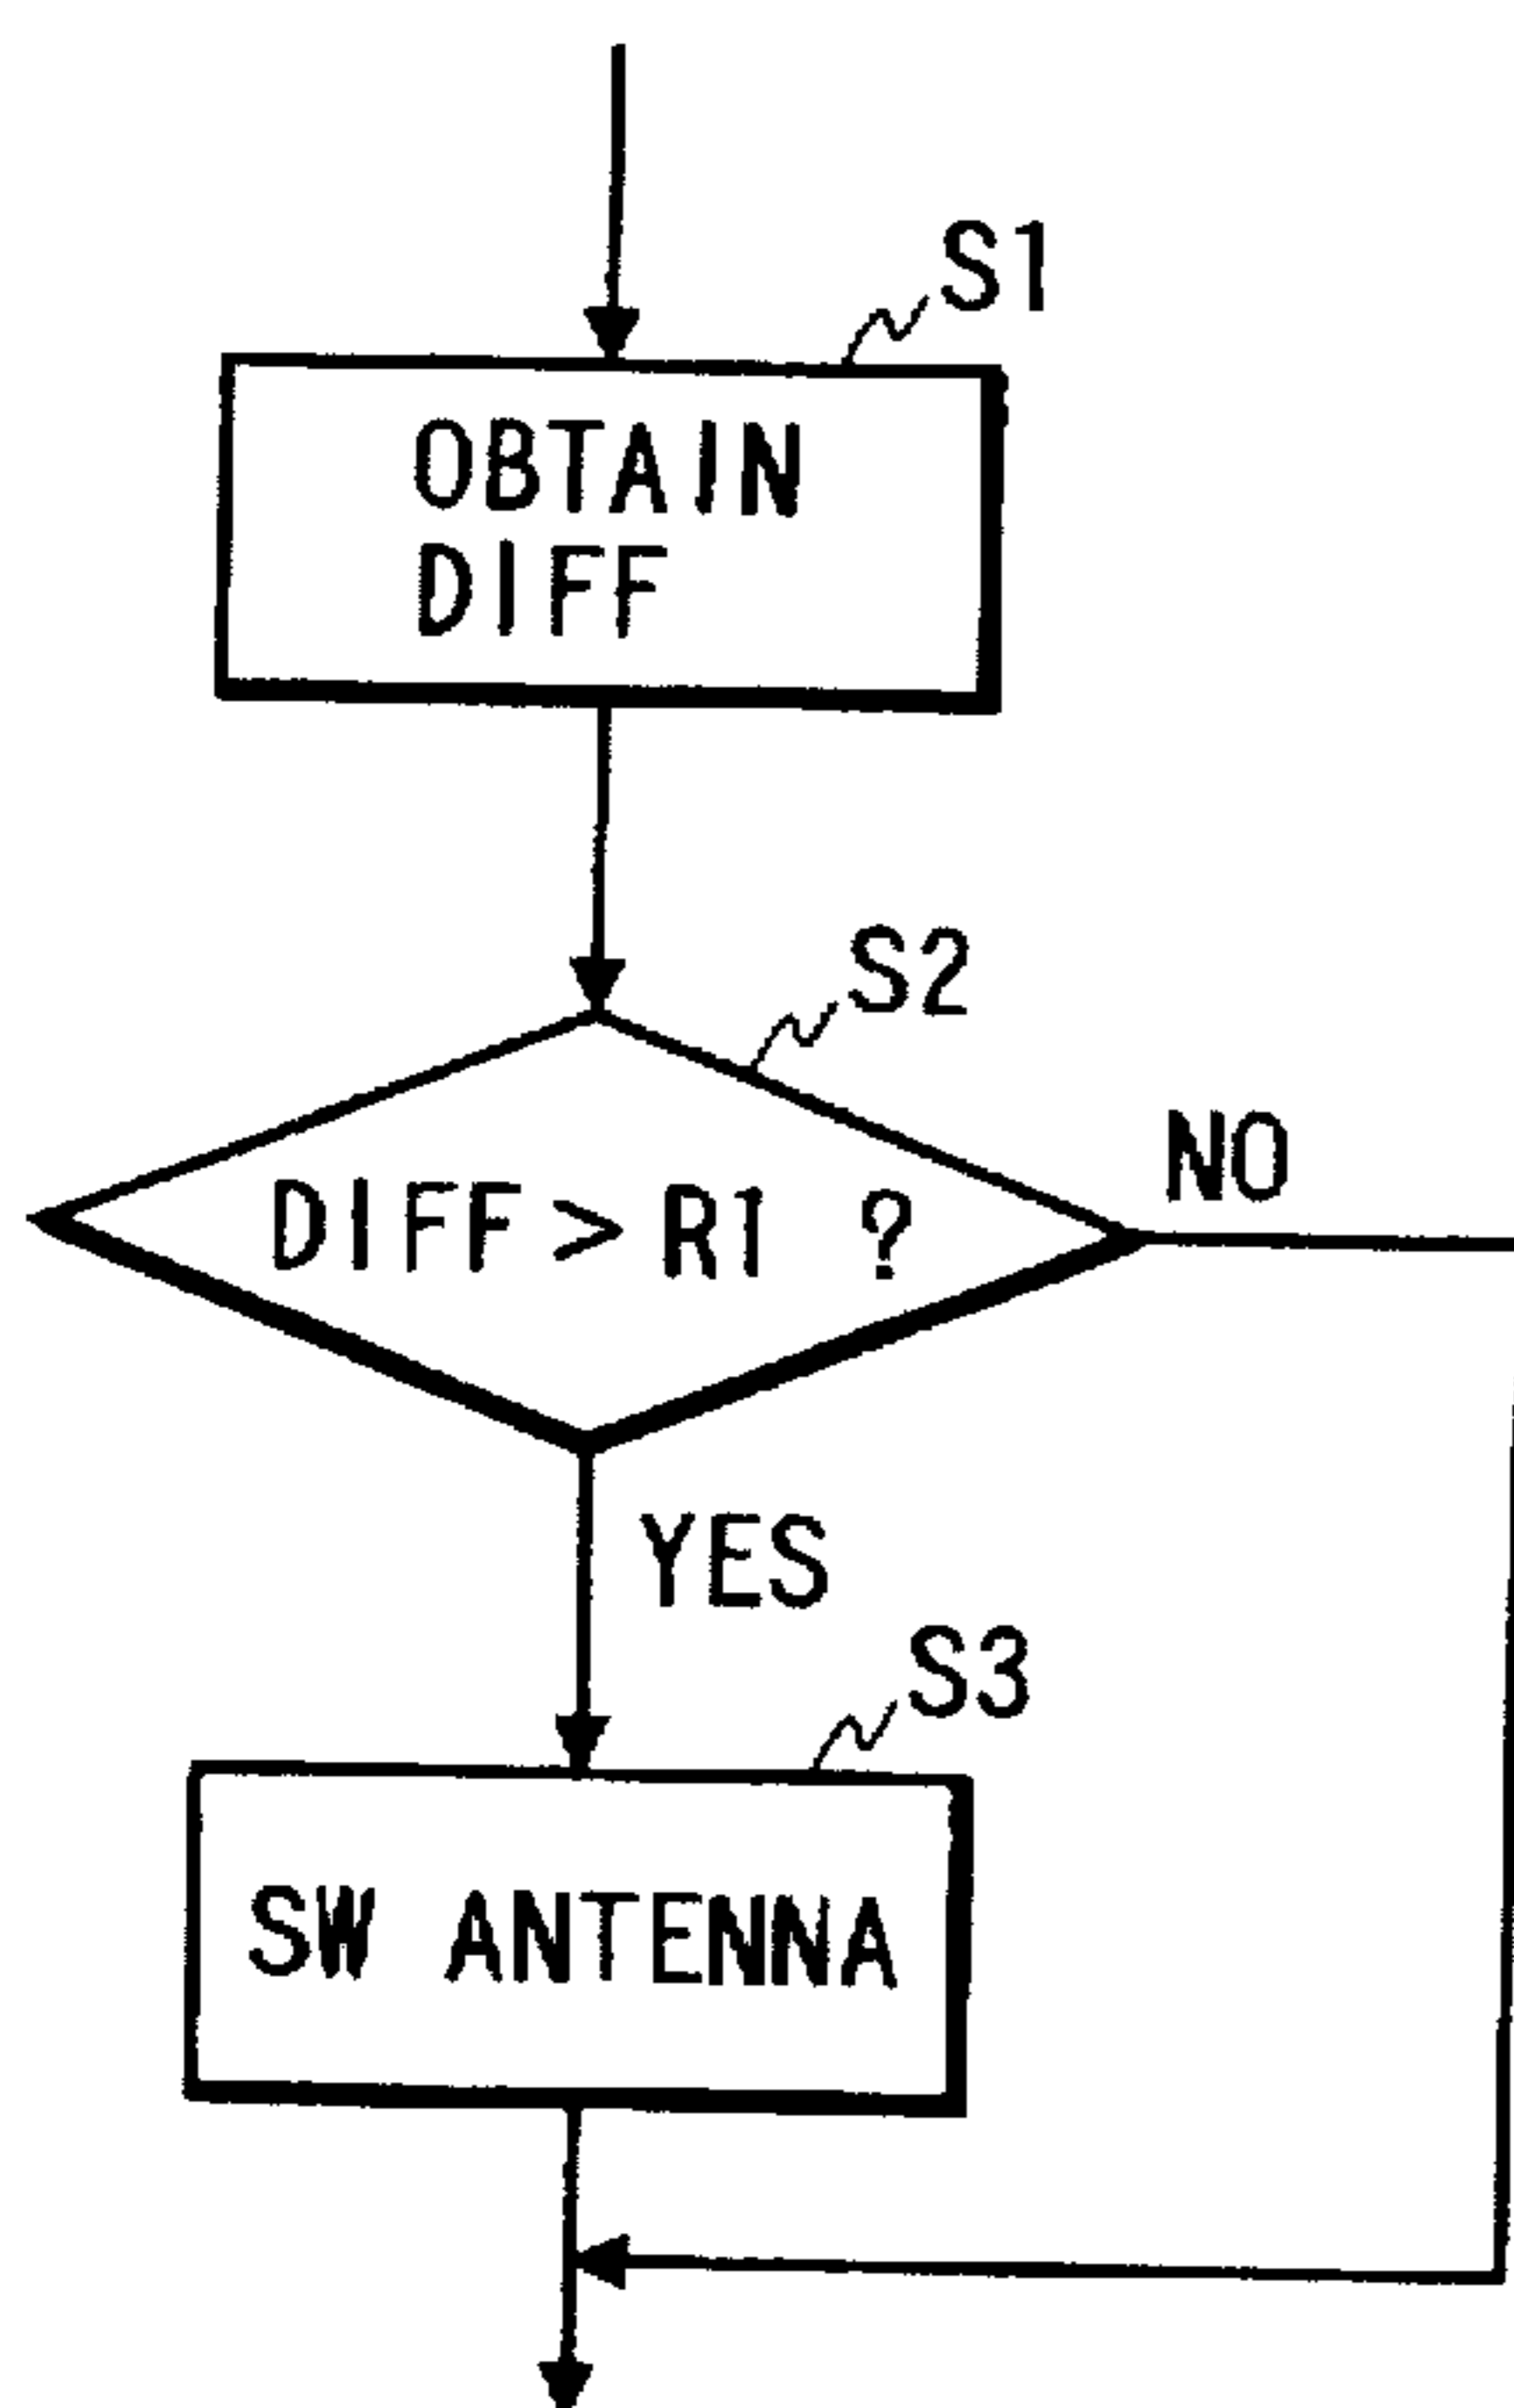 S1
OBTAIN
DIFF
S2
DIFF > R1 ?
NO
YES
S3
SW ANTENNA